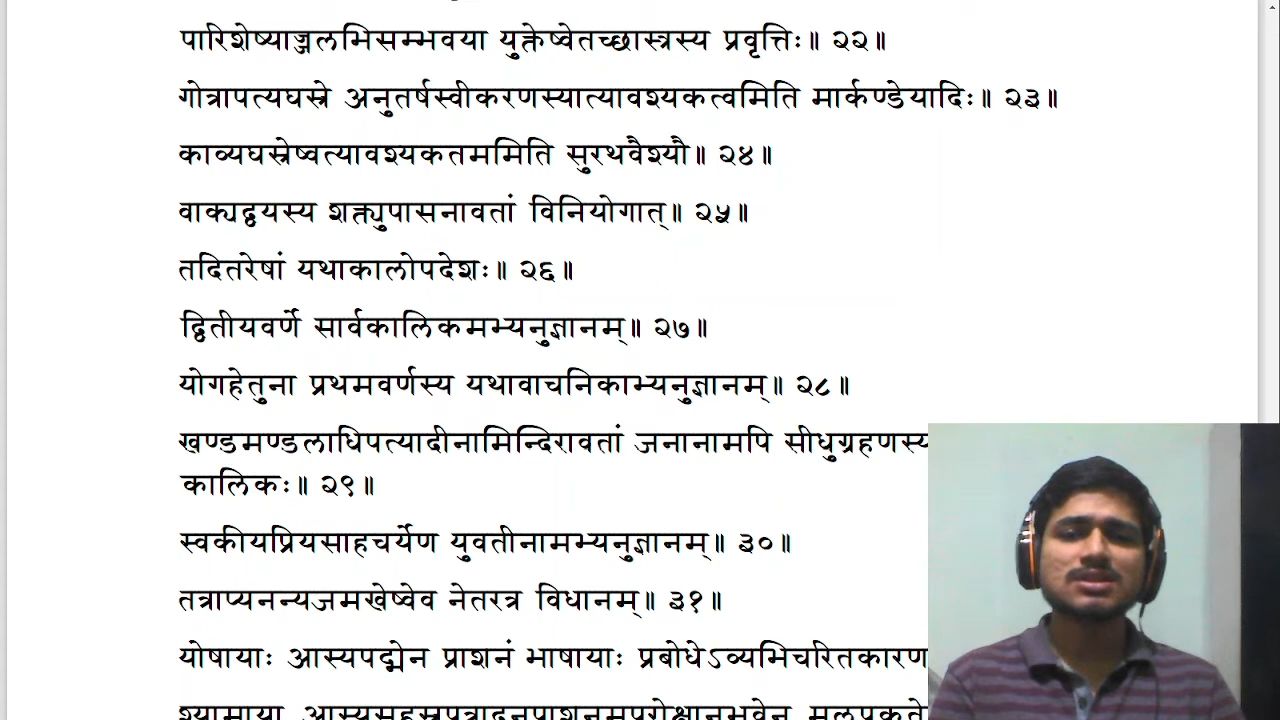 पारिशेष्याज्जलभिसम्भवया युक्तेष्वेतच्छास्त्रस्य प्रवृत्तिः॥ २२॥
गोत्रापत्यघस्रे अनुतर्षस्वीकरणस्यात्यावश्यकत्वमिति मार्कण्डेयादिः॥ २३॥
काव्यघस्रेष्वत्यावश्यकतममिति सुरथवैश्यौ॥ २४॥
वाक्यद्वयस्य शक्त्युपासनावतां विनियोगात्॥ २५॥
तदितरेषां यथाकालोपदेशः॥ २६॥
द्वितीयवर्णे सार्वकालिकमभ्यनुज्ञानम्॥ २७॥
योगहेतुना प्रथमवर्णस्य यथावाचनिकाभ्यनुज्ञानम्॥ २८॥
खण्डमण्डलाधिपत्यादीनामिन्दिरावतां जनानामपि सीधुग्रहणस्य
कालिकः॥ २९॥
स्वकीयप्रियसाहचर्येण युवतीनामभ्यनुज्ञानम्॥ ३०॥
तत्राप्यनन्यजमखेष्वेव नेतरत्र विधानम्॥ ३१॥
योषायाः आस्यपद्मेन प्राशनं भाषायाः प्रबोधेऽव्यभिचरितकारण